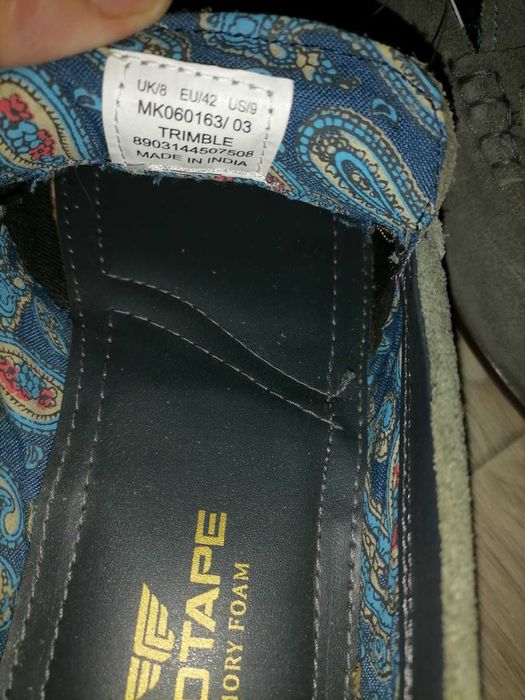 UK/8 EU/42 US/9
MK060163/ 03
TRIMBLE
8903144507508
MADE IN INDIA
OTAPE
ORY FOAM